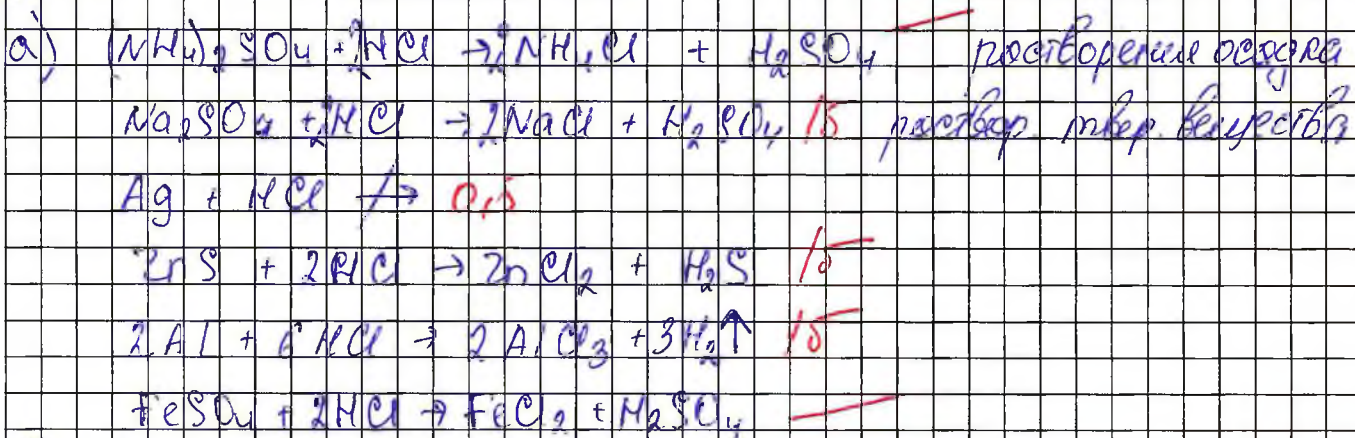 а) (NH4)2SO4 + 2HCl → 2NH4Cl + H2SO4 — растворение осадка
Na2SO4 + 2HCl → 2NaCl + H2SO4 1б раствор. твер. вещества
Ag + HCl ↛ 0,5
ZnS + 2HCl → ZnCl2 + H2S 1б
2Al + 6HCl → 2AlCl3 + 3H2↑ 1б
FeSO4 + 2HCl → FeCl2 + H2SO4 —